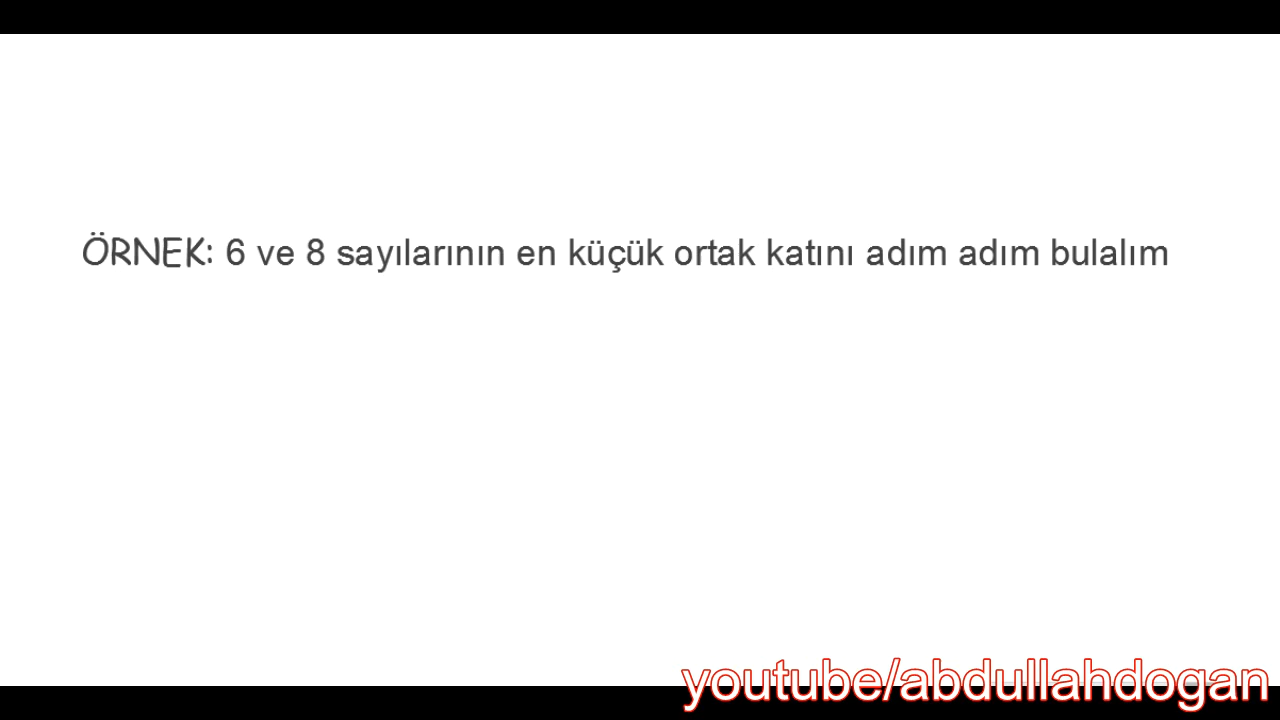 ÖRNEK: 6 ve 8 sayılarının en küçük ortak katını adım adım bulalım
youtube/abdullahdogan